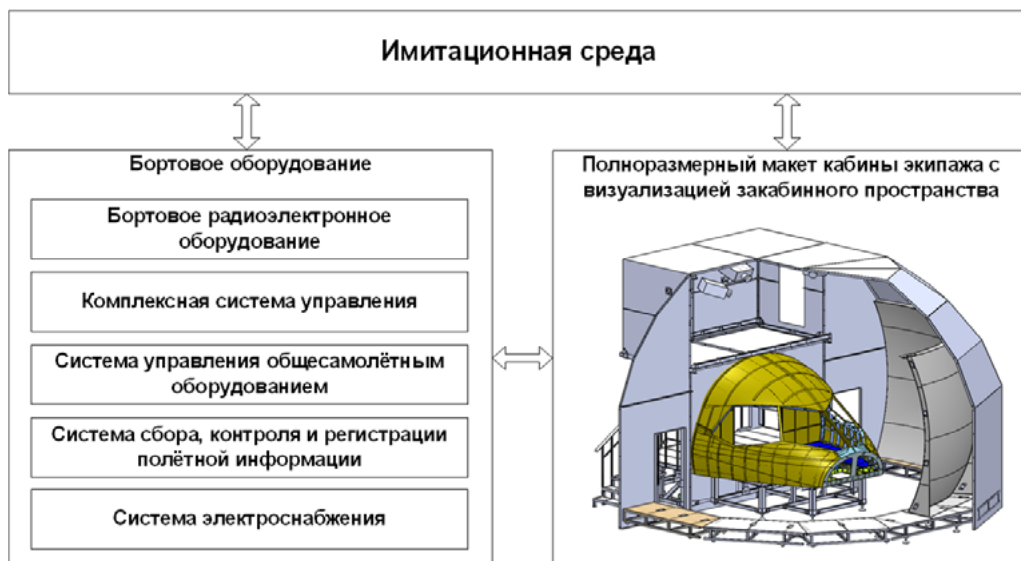 Имитационная среда
Бортовое оборудование
Бортовое радиоэлектронное
оборудование
Комплексная система управления
Система управления общесамолётным
оборудованием
Система сбора, контроля и регистрации
полётной информации
Система электроснабжения
Полноразмерный макет кабины экипажа с
визуализацией закабинного пространства